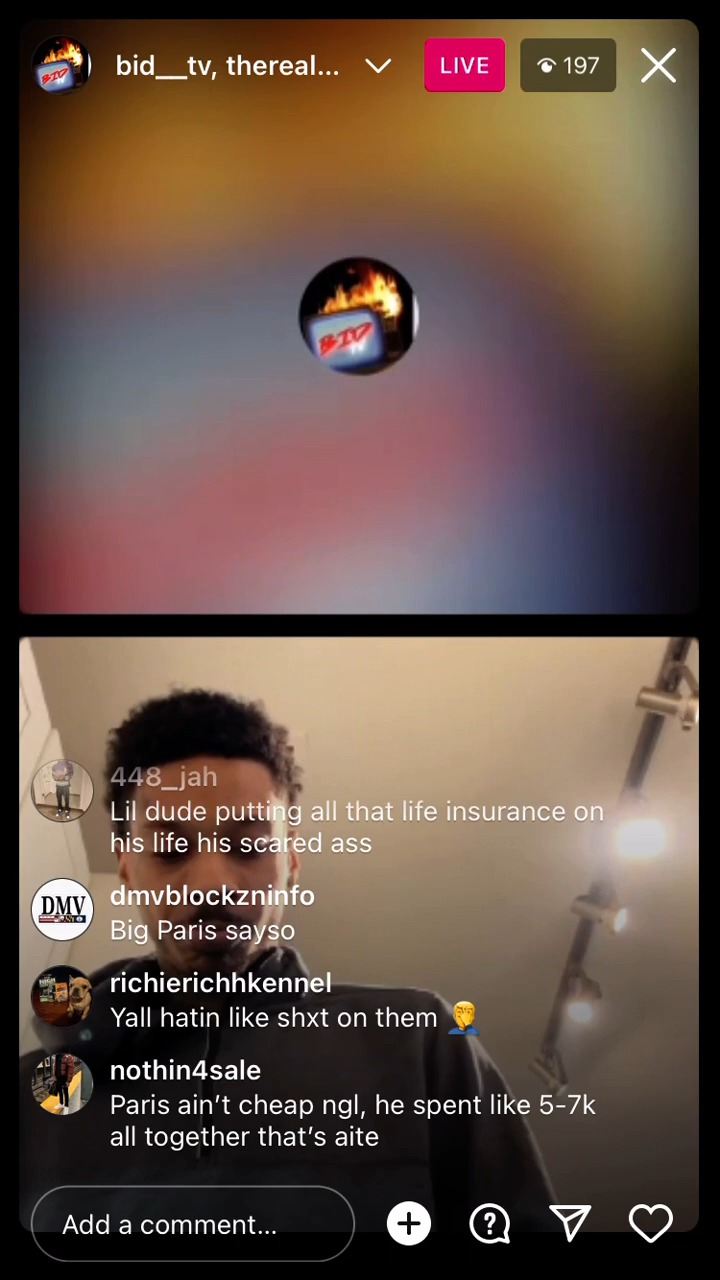 bid__tv, thereal...
LIVE
197
BID
448_jah
Lil dude putting all that life insurance on
his life his scared ass
DMV
dmvblockzninfo
Big Paris sayso
richierichhkennel
Yall hatin like shxt on them 🤦‍♂️
nothin4sale
Paris ain’t cheap ngl, he spent like 5-7k
all together that’s aite
Add a comment...